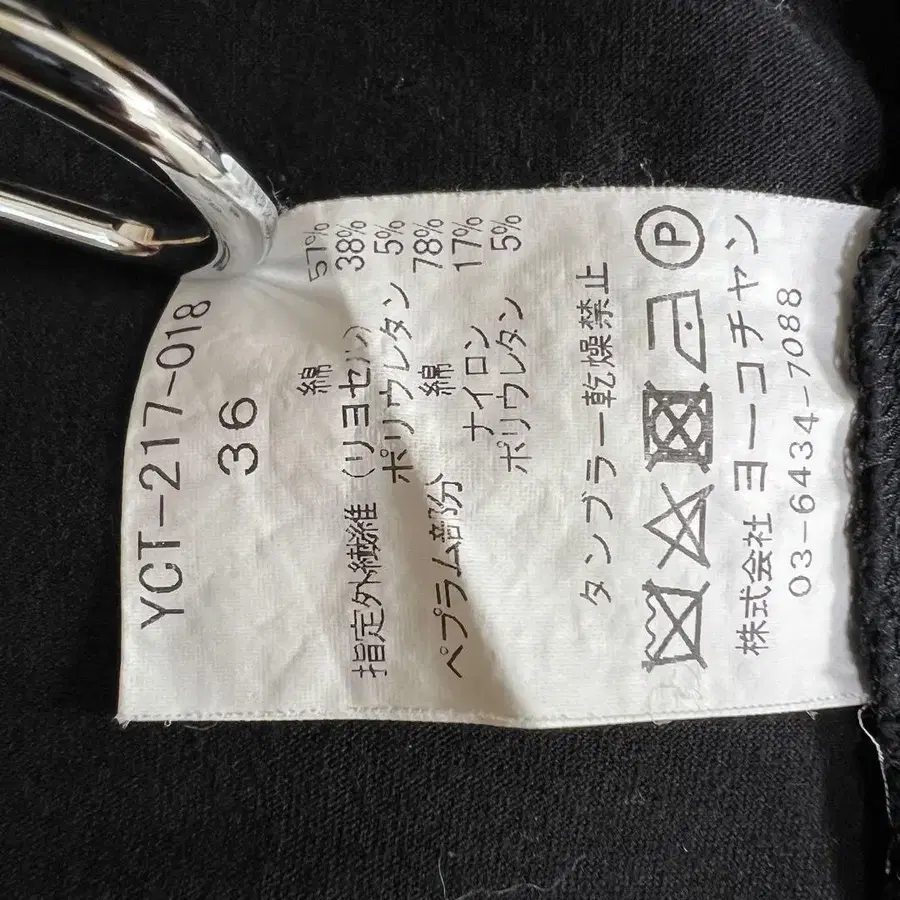 YCT-217-018
36
綿 57%
指定外繊維(リヨセル) 38%
ポリウレタン 5%
ペプラム部分 綿 78%
ナイロン 17%
ポリウレタン 5%
タンブラー乾燥禁止
P
株式会社 ヨーコチャン
03-6434-7088